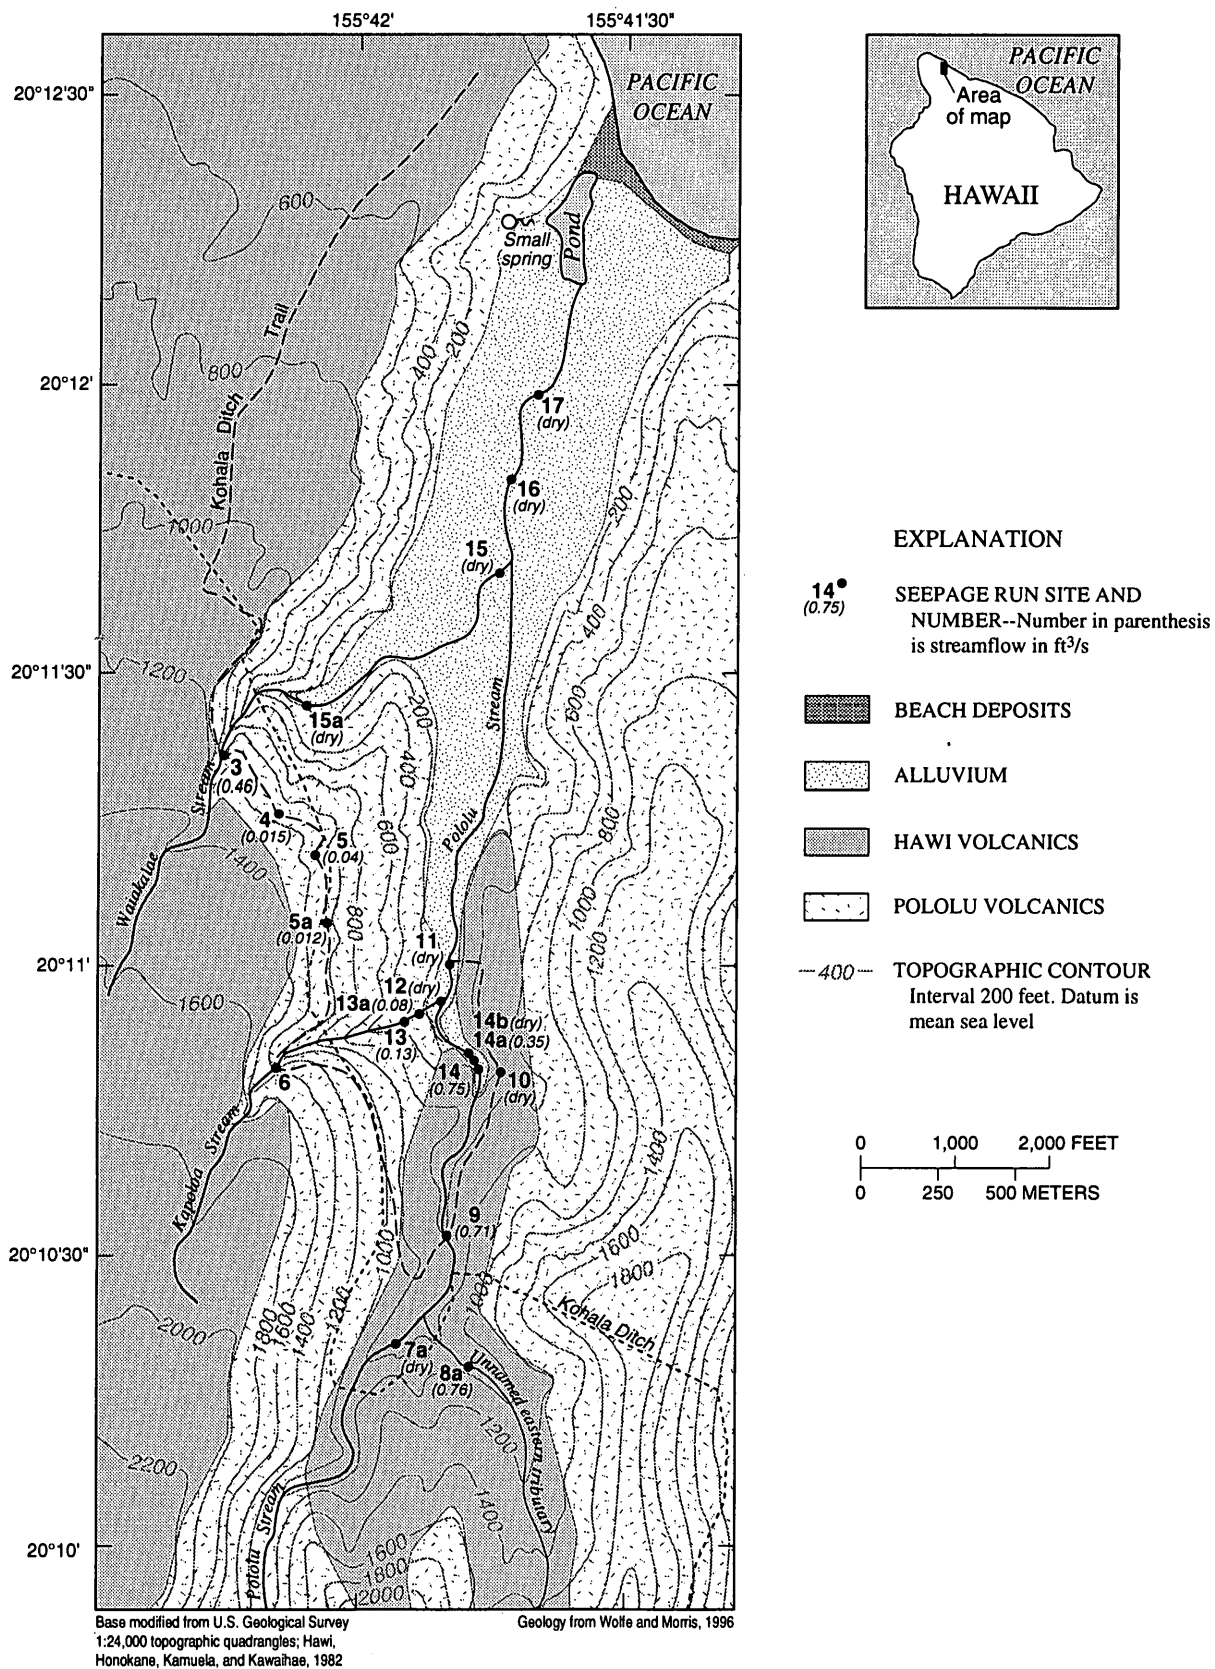 155°42'
155°41'30"
20°12'30"
20°12'
20°11'30"
20°11'
20°10'30"
20°10'
PACIFIC
OCEAN
600
Small
spring
Pond
Kohala Ditch Trail
800
400
200
17
(dry)
16
(dry)
1000
15
(dry)
200
400
1200
600
15a
(dry)
200
Stream
400
3
(0.46)
Waiakalae Stream
4
(0.015)
5
(0.04)
600
Pololu
800
1400
5a
(0.012)
800
1000
1200
11
(dry)
12 (dry)
13a (0.08)
1600
13
(0.13)
14b (dry)
14a (0.35)
14
(0.75)
10
(dry)
6
Kapoloa Stream
1400
9
(0.71)
1000
1600
1800
1000
Kohala Ditch
2000
1800
1600
1400
1200
7a
(dry)
8a
(0.76)
Unnamed eastern tributary
1200
2200
1400
Pololu Stream
1600
1800
2000
Base modified from U.S. Geological Survey
1:24,000 topographic quadrangles; Hawi,
Honokane, Kamuela, and Kawaihae, 1982
Geology from Wolfe and Morris, 1996
PACIFIC
OCEAN
Area
of map
HAWAII
EXPLANATION
14
(0.75)
SEEPAGE RUN SITE AND
NUMBER--Number in parenthesis
is streamflow in ft³/s
BEACH DEPOSITS
ALLUVIUM
HAWI VOLCANICS
POLOLU VOLCANICS
400
TOPOGRAPHIC CONTOUR
Interval 200 feet. Datum is
mean sea level
0 1,000 2,000 FEET
0 250 500 METERS